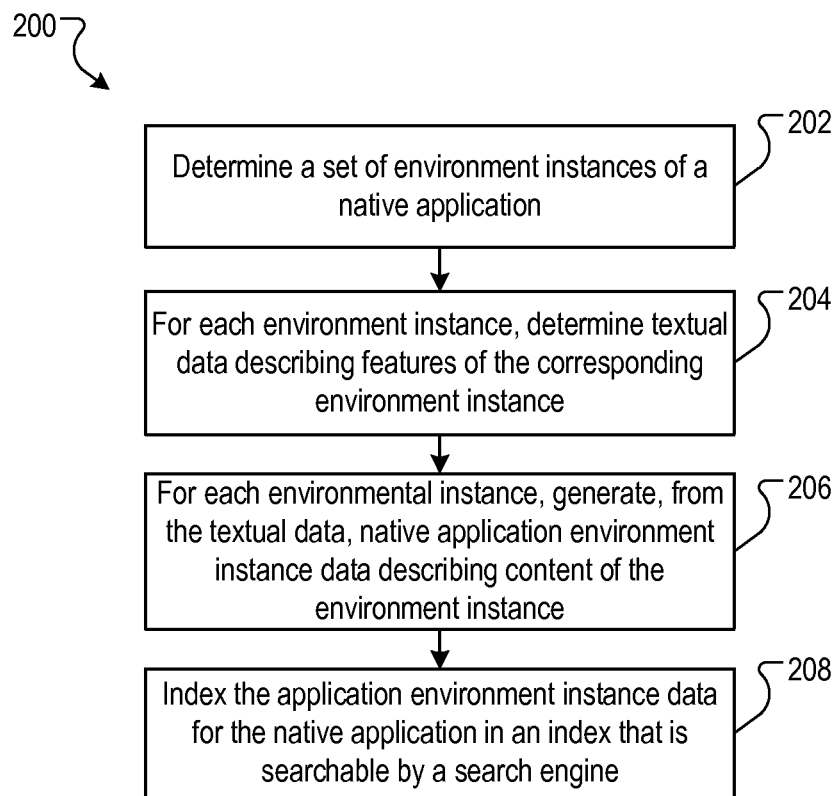 200
202
Determine a set of environment instances of a
native application
204
For each environment instance, determine textual
data describing features of the corresponding
environment instance
206
For each environmental instance, generate, from
the textual data, native application environment
instance data describing content of the
environment instance
208
Index the application environment instance data
for the native application in an index that is
searchable by a search engine